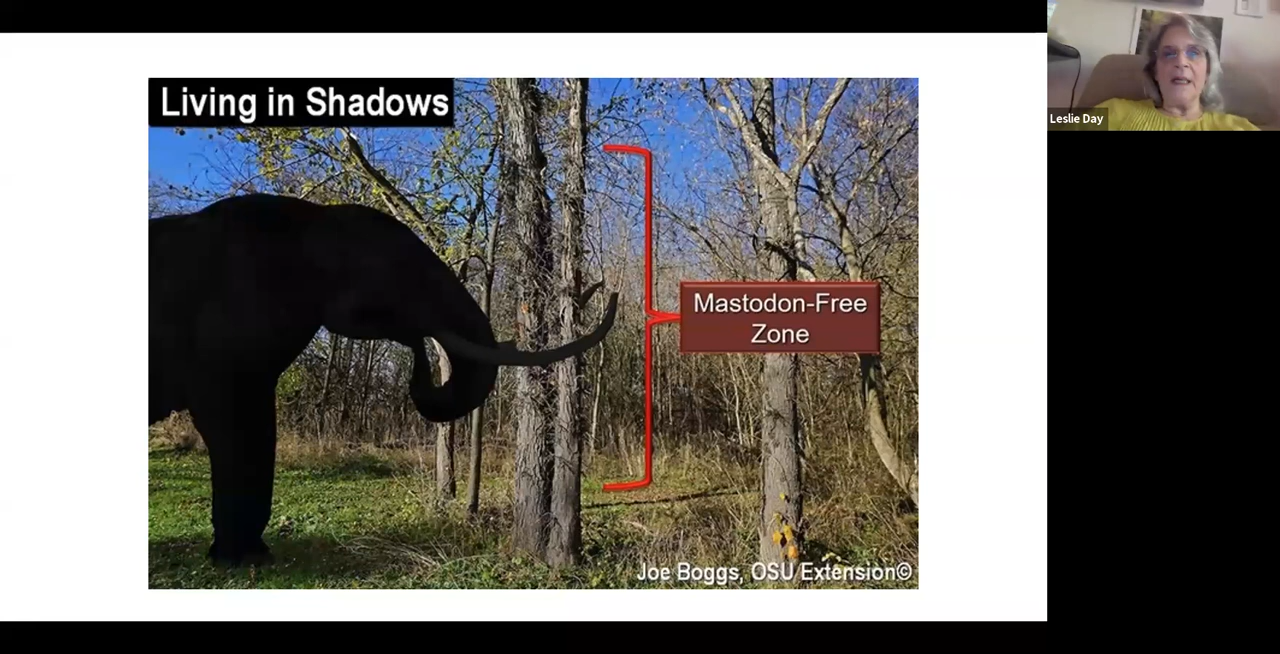 Living in Shadows
Leslie Day
Mastodon-Free
Zone
Joe Boggs, OSU Extension©